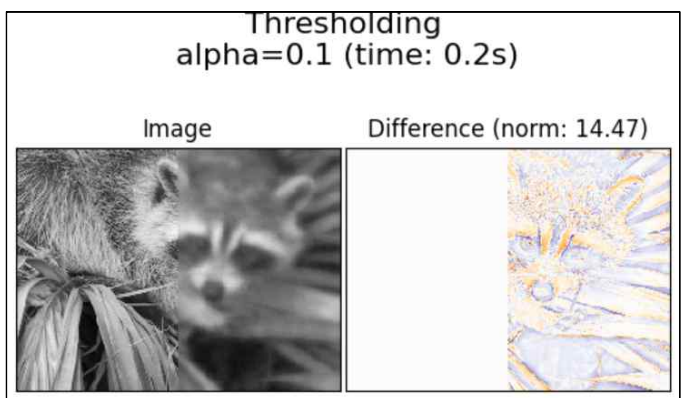 Thresholding
alpha=0.1 (time: 0.2s)
Image
Difference (norm: 14.47)